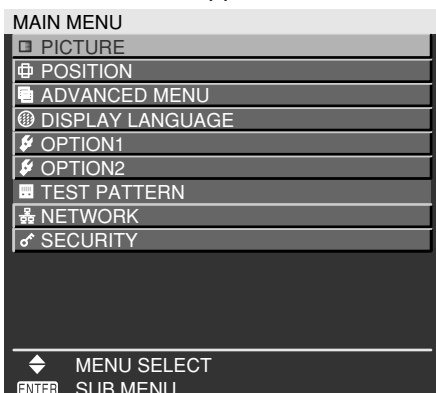 MAIN MENU
PICTURE
POSITION
ADVANCED MENU
DISPLAY LANGUAGE
OPTION1
OPTION2
TEST PATTERN
NETWORK
SECURITY
MENU SELECT
ENTER SUB MENU